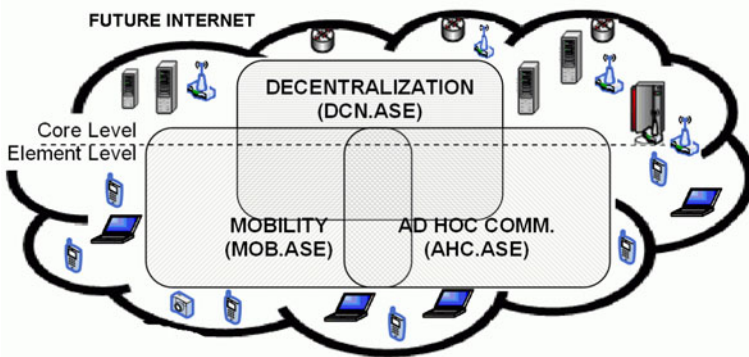 FUTURE INTERNET
DECENTRALIZATION
(DCN.ASE)
Core Level
Element Level
MOBILITY
(MOB.ASE)
AD HOC COMM.
(AHC.ASE)